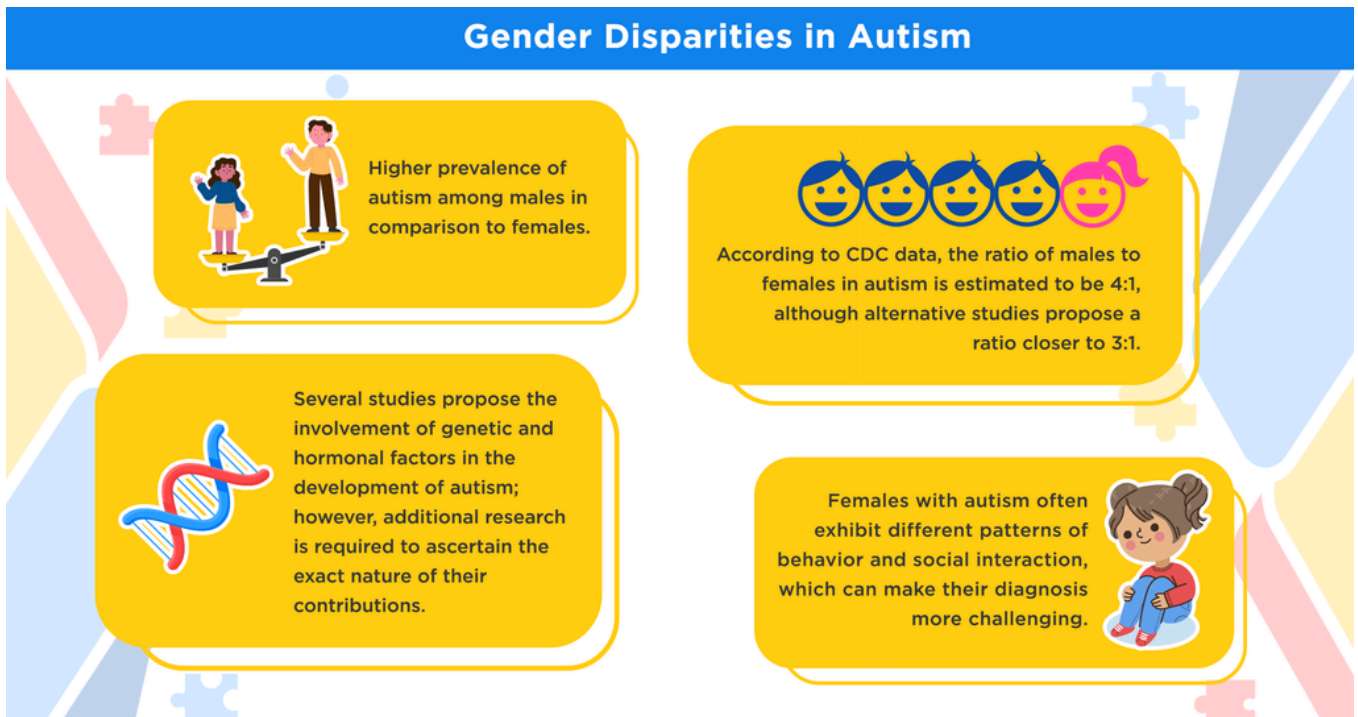 Gender Disparities in Autism
Higher prevalence of
autism among males in
comparison to females.
According to CDC data, the ratio of males to
females in autism is estimated to be 4:1,
although alternative studies propose a
ratio closer to 3:1.
Several studies propose the
involvement of genetic and
hormonal factors in the
development of autism;
however, additional research
is required to ascertain the
exact nature of their
contributions.
Females with autism often
exhibit different patterns of
behavior and social interaction,
which can make their diagnosis
more challenging.